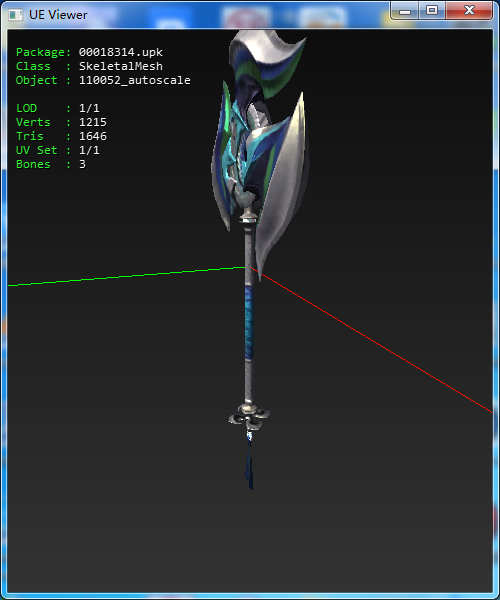 UE Viewer
Package: 00018314.upk
Class : SkeletalMesh
Object : 110052_autoscale
LOD : 1/1
Verts : 1215
Tris : 1646
UV Set : 1/1
Bones : 3